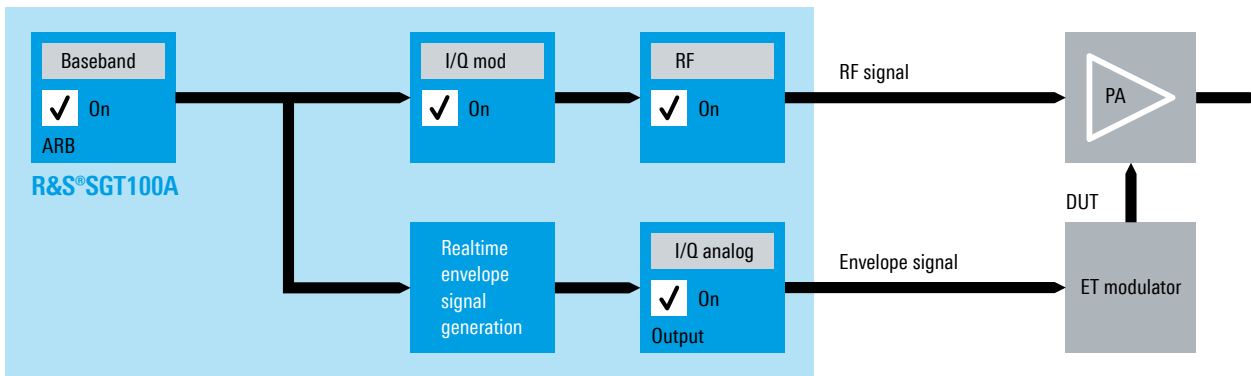 Baseband
On
ARB
R&S®SGT100A
I/Q mod
On
RF
On
RF signal
PA
DUT
Realtime
envelope
signal
generation
I/Q analog
On
Output
Envelope signal
ET modulator